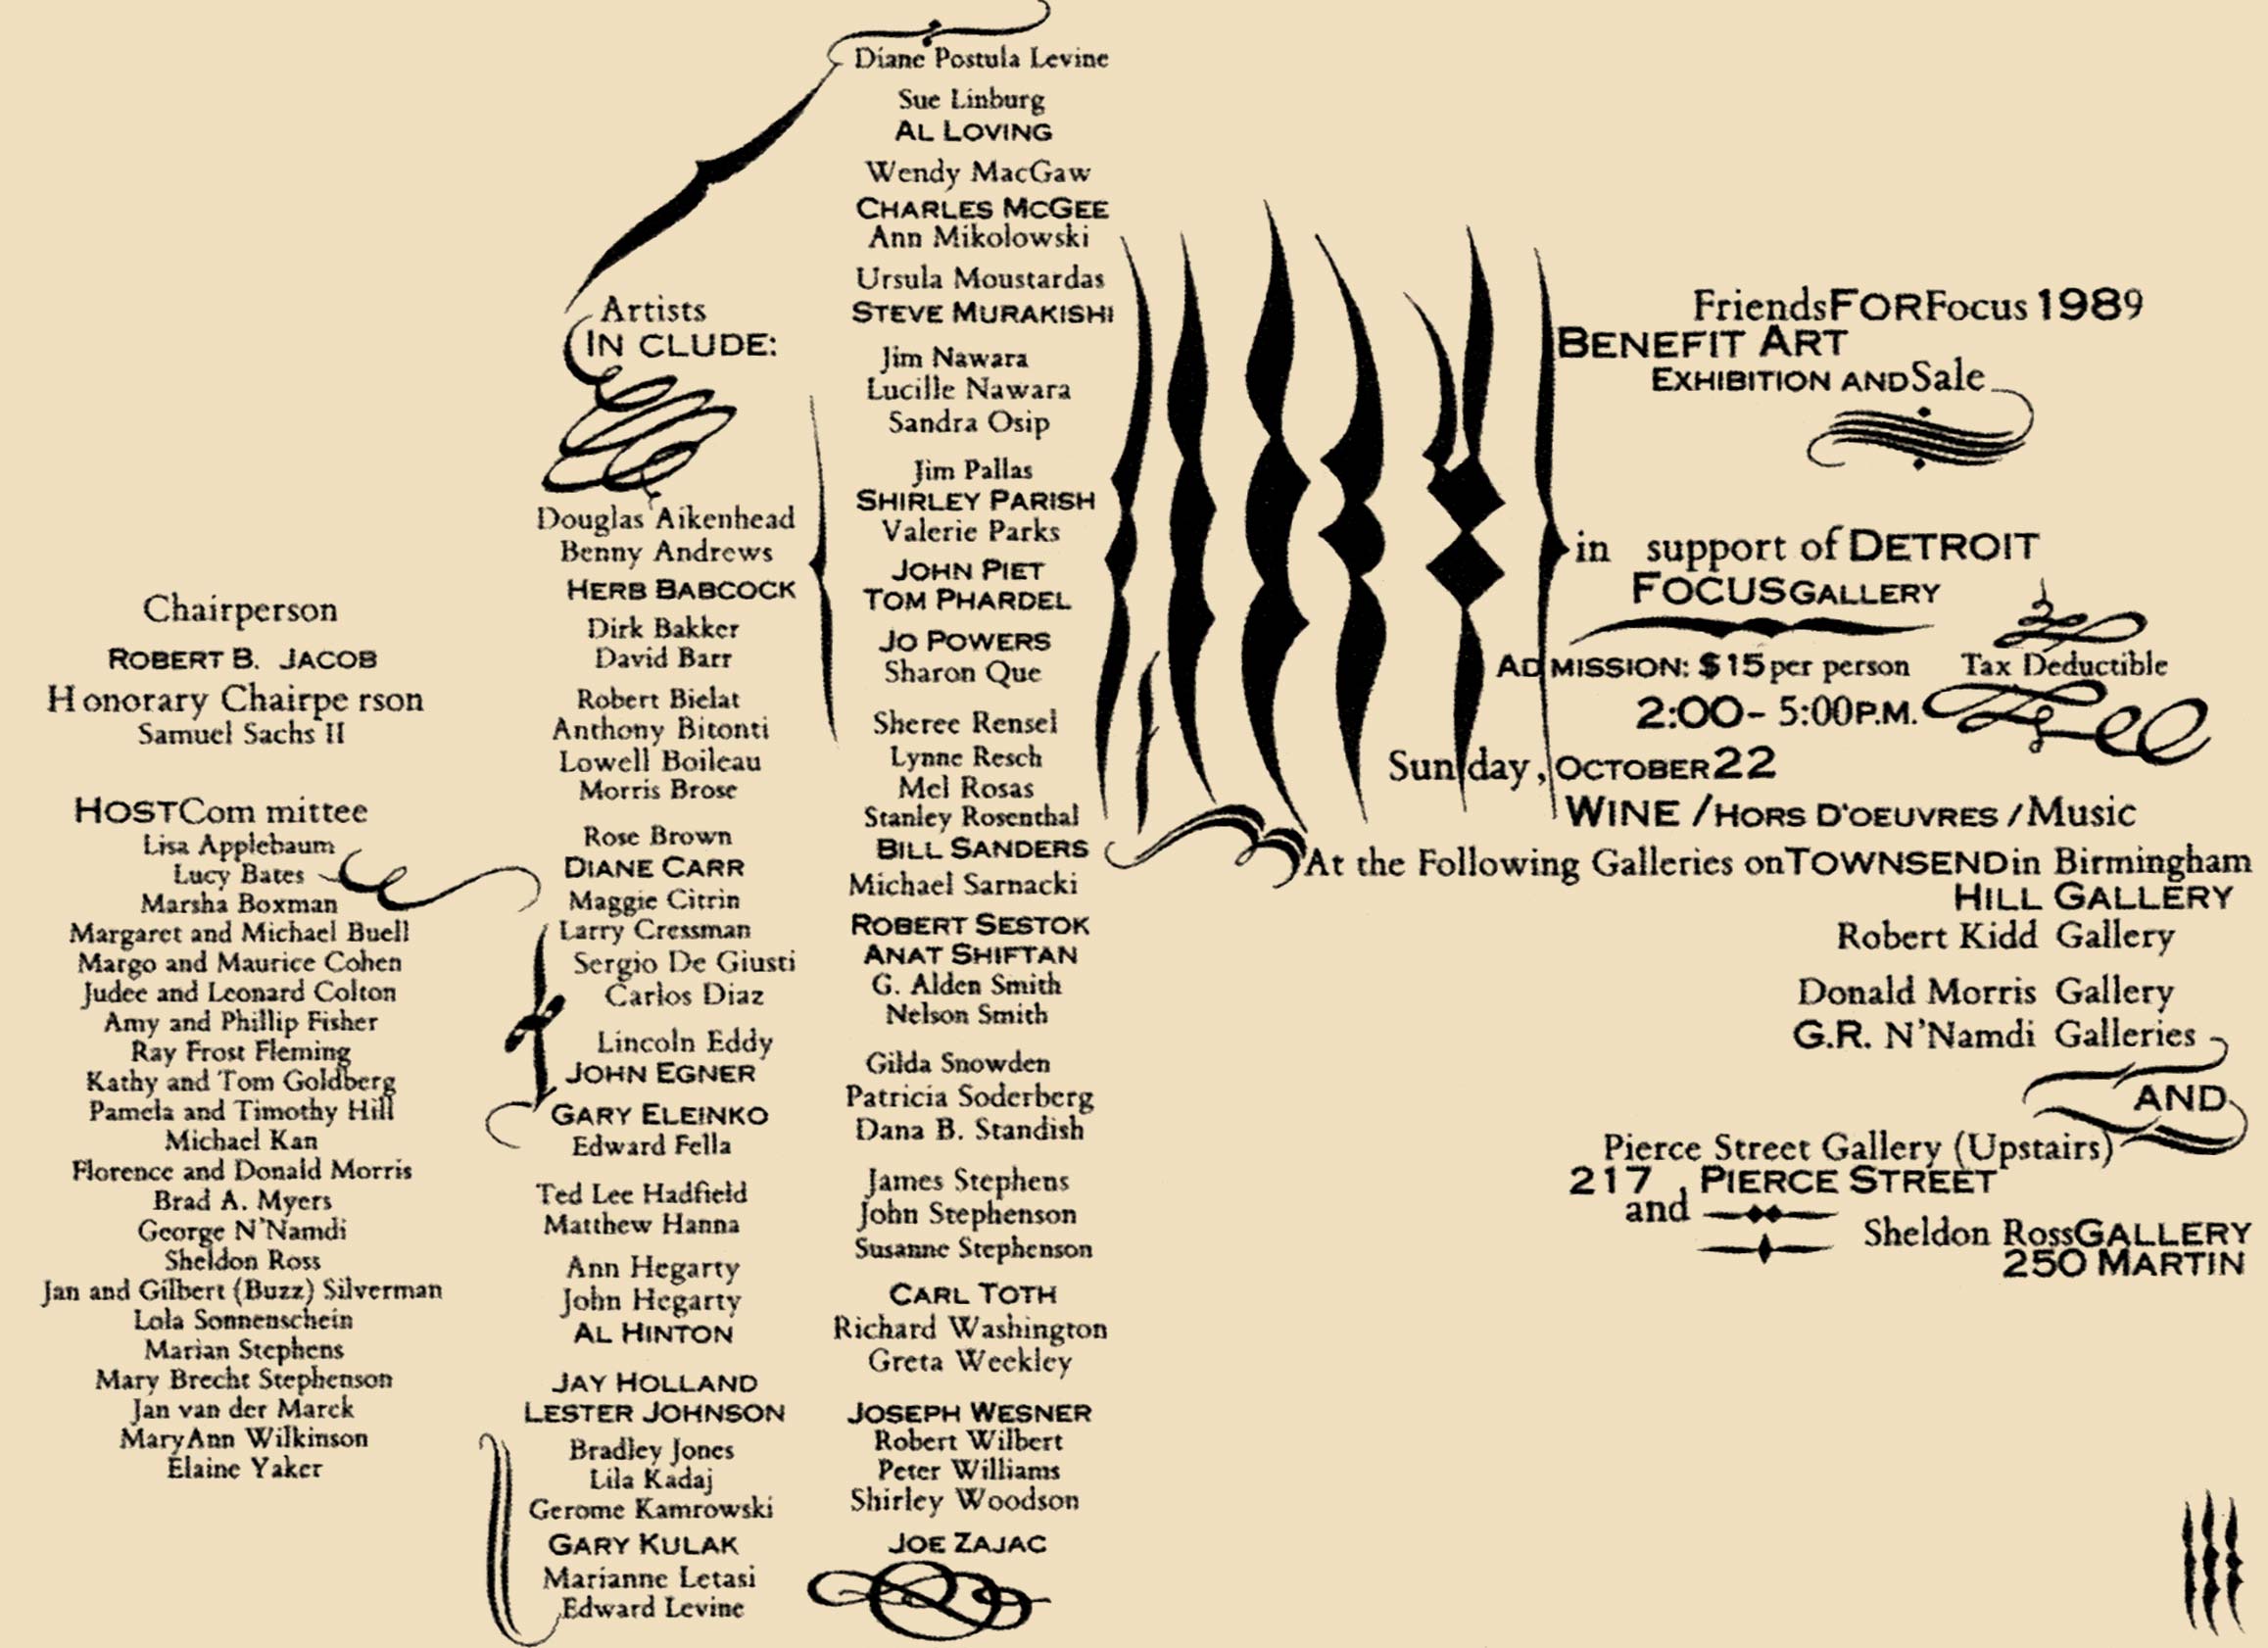 Chairperson
ROBERT B. JACOB
Honorary Chairpe rson
Samuel Sachs II
HOSTCom mittee
Lisa Applebaum
Lucy Bates
Marsha Boxman
Margaret and Michael Buell
Margo and Maurice Cohen
Judee and Leonard Colton
Amy and Phillip Fisher
Ray Frost Fleming
Kathy and Tom Goldberg
Pamela and Timothy Hill
Michael Kan
Florence and Donald Morris
Brad A. Myers
George N'Namdi
Sheldon Ross
Jan and Gilbert (Buzz) Silverman
Lola Sonnenschein
Marian Stephens
Mary Brecht Stephenson
Jan van der Marck
MaryAnn Wilkinson
Elaine Yaker
Artists
IN CLUDE:
Douglas Aikenhead
Benny Andrews
HERB BABCOCK
Dirk Bakker
David Barr
Robert Bielat
Anthony Bitonti
Lowell Boileau
Morris Brose
Rose Brown
DIANE CARR
Maggie Citrin
Larry Cressman
Sergio De Giusti
Carlos Diaz
Lincoln Eddy
JOHN EGNER
GARY ELEINKO
Edward Fella
Ted Lee Hadfield
Matthew Hanna
Ann Hegarty
John Hegarty
AL HINTON
JAY HOLLAND
LESTER JOHNSON
Bradley Jones
Lila Kadaj
Gerome Kamrowski
GARY KULAK
Marianne Letasi
Edward Levine
Diane Postula Levine
Sue Linburg
AL LOVING
Wendy MacGaw
CHARLES MCGEE
Ann Mikolowski
Ursula Moustardas
STEVE MURAKISHI
Jim Nawara
Lucille Nawara
Sandra Osip
Jim Pallas
SHIRLEY PARISH
Valerie Parks
JOHN PIET
TOM PHARDEL
JO POWERS
Sharon Que
Sheree Rensel
Lynne Resch
Mel Rosas
Stanley Rosenthal
BILL SANDERS
Michael Sarnacki
ROBERT SESTOK
ANAT SHIFTAN
G. Alden Smith
Nelson Smith
Gilda Snowden
Patricia Soderberg
Dana B. Standish
James Stephens
John Stephenson
Susanne Stephenson
CARL TOTH
Richard Washington
Greta Weekley
JOSEPH WESNER
Robert Wilbert
Peter Williams
Shirley Woodson
JOE ZAJAC
FriendsFORFocus 1989
BENEFIT ART
EXHIBITION ANDSale
in support of DETROIT
FOCUSGALLERY
ADMISSION: $15 per person Tax Deductible
2:00- 5:00P.M.
Sunday, OCTOBER22
WINE /HORS D'OEUVRES /Music
At the Following Galleries onTOWNSENDin Birmingham
HILL GALLERY
Robert Kidd Gallery
Donald Morris Gallery
G.R. N'Namdi Galleries
AND
Pierce Street Gallery (Upstairs)
217 PIERCE STREET
and
Sheldon RossGALLERY
250 MARTIN